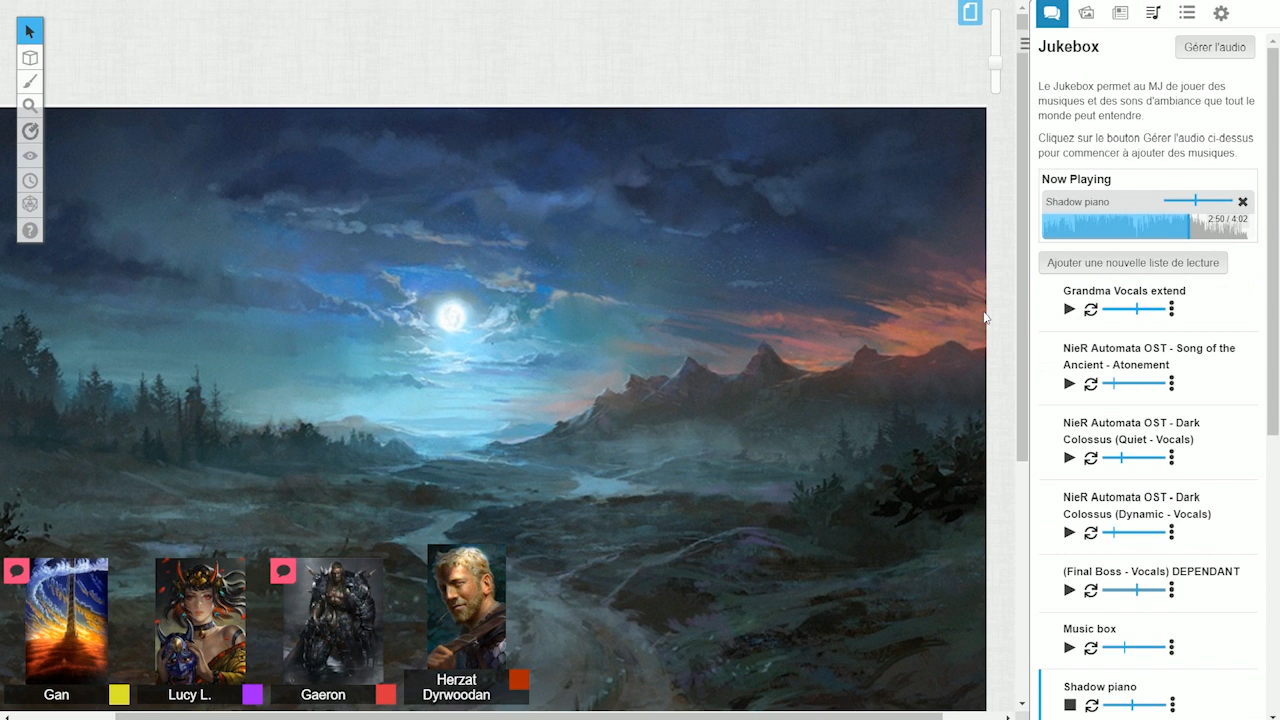 Jukebox
Gérer l'audio
Le Jukebox permet au MJ de jouer des
musiques et des sons d'ambiance que tout le
monde peut entendre.
Cliquez sur le bouton Gérer l'audio ci-dessus
pour commencer à ajouter des musiques.
Now Playing
Shadow piano
2:50 / 4:02
Ajouter une nouvelle liste de lecture
Grandma Vocals extend
NieR Automata OST - Song of the
Ancient - Atonement
NieR Automata OST - Dark
Colossus (Quiet - Vocals)
NieR Automata OST - Dark
Colossus (Dynamic - Vocals)
(Final Boss - Vocals) DEPENDANT
Music box
Shadow piano
Gan
Lucy L.
Gaeron
Herzat
Dyrwoodan